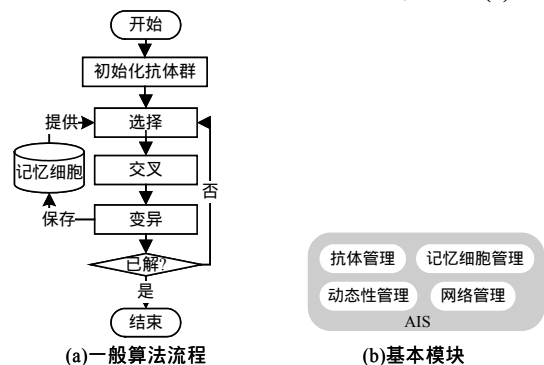 开始
初始化抗体群
提供
选择
记忆细胞
交叉
否
保存
变异
已解?
是
结束
(a)一般算法流程
抗体管理
记忆细胞管理
动态性管理
网络管理
AIS
(b)基本模块